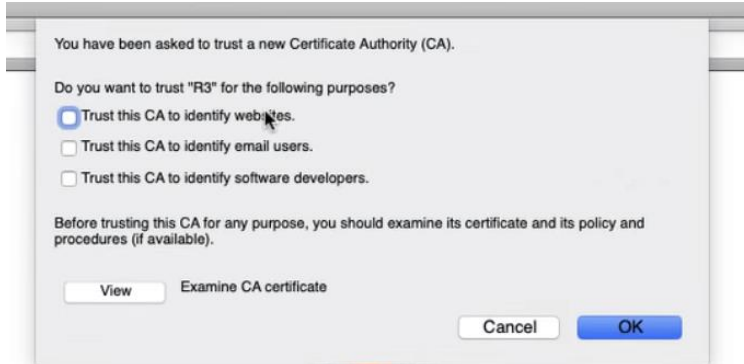 You have been asked to trust a new Certificate Authority (CA).
Do you want to trust "R3" for the following purposes?
Trust this CA to identify websites.
Trust this CA to identify email users.
Trust this CA to identify software developers.
Before trusting this CA for any purpose, you should examine its certificate and its policy and
procedures (if available).
View Examine CA certificate
Cancel OK